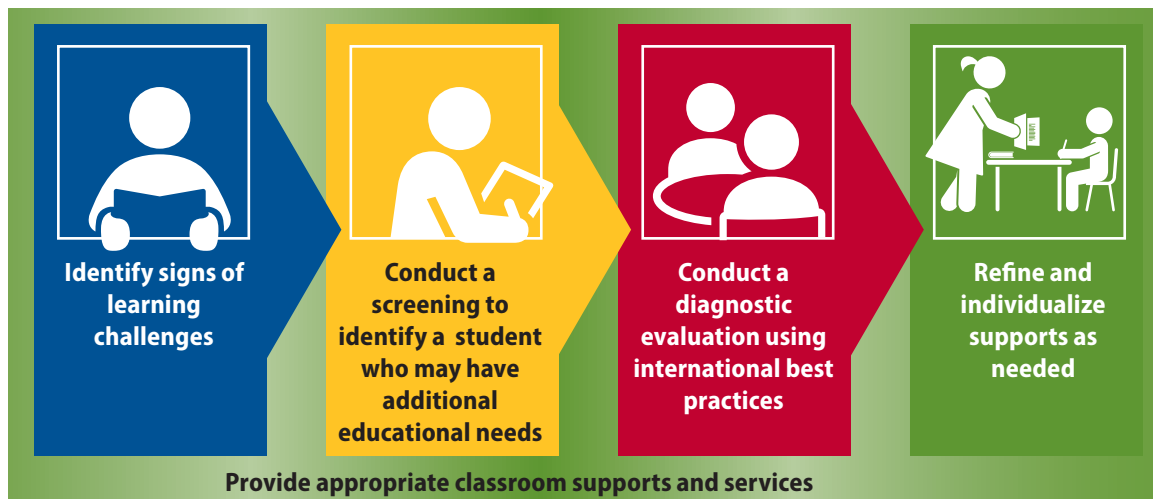 Identify signs of
learning
challenges
Conduct a
screening to
identify a student
who may have
additional
educational needs
Conduct a
diagnostic
evaluation using
international best
practices
Refine and
individualize
supports as
needed
Provide appropriate classroom supports and services